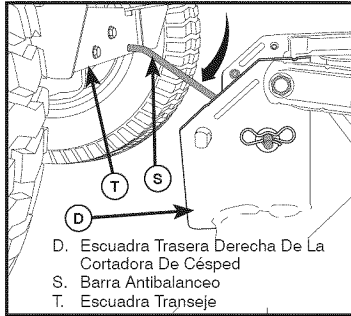 T
S
D
D. Escuadra Trasera Derecha De La
Cortadora De Césped
S. Barra Antibalanceo
T. Escuadra Transeje